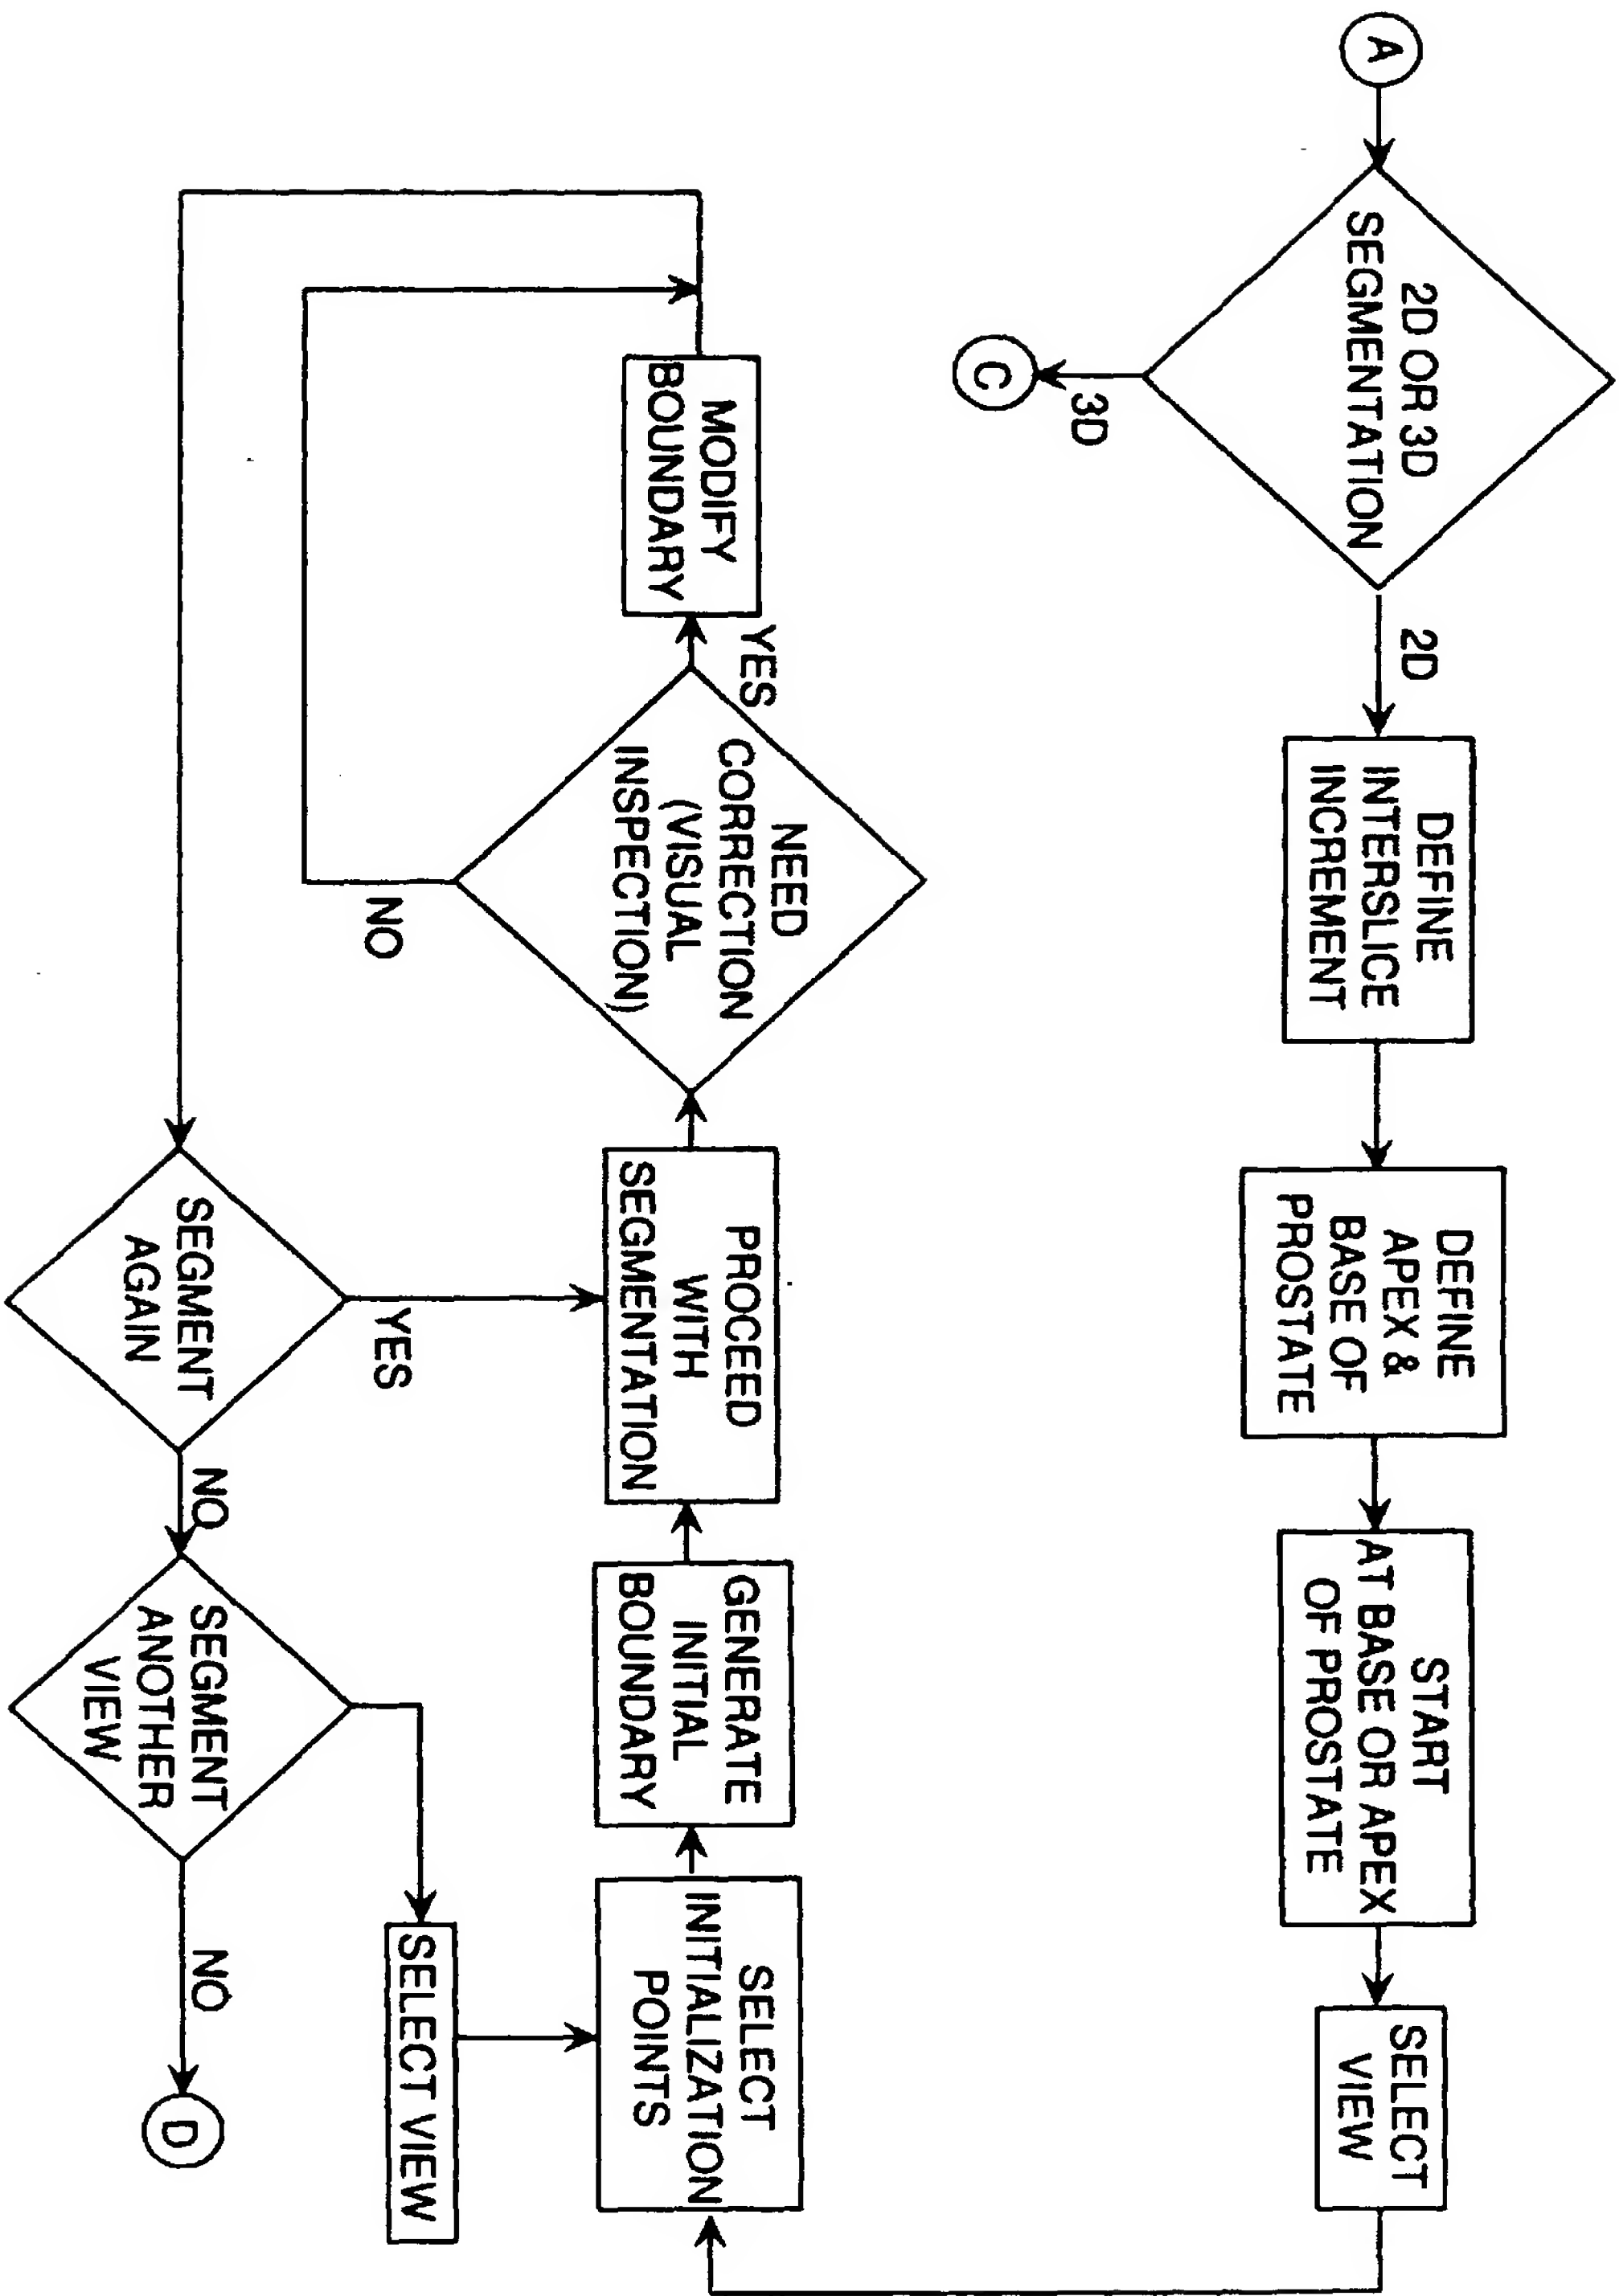 A
2D OR 3D
SEGMENTATION
3D
C
2D
DEFINE
INTERSLICE
INCREMENT
DEFINE
APEX &
BASE OF
PROSTATE
START
AT BASE OR APEX
OF PROSTATE
SELECT
VIEW
SELECT
INITIALIZATION
POINTS
GENERATE
INITIAL
BOUNDARY
PROCEED
WITH
SEGMENTATION
NEED
CORRECTION
(VISUAL
INSPECTION)
YES
NO
MODIFY
BOUNDARY
SEGMENT
AGAIN
YES
NO
SEGMENT
ANOTHER
VIEW
SELECT VIEW
NO
D